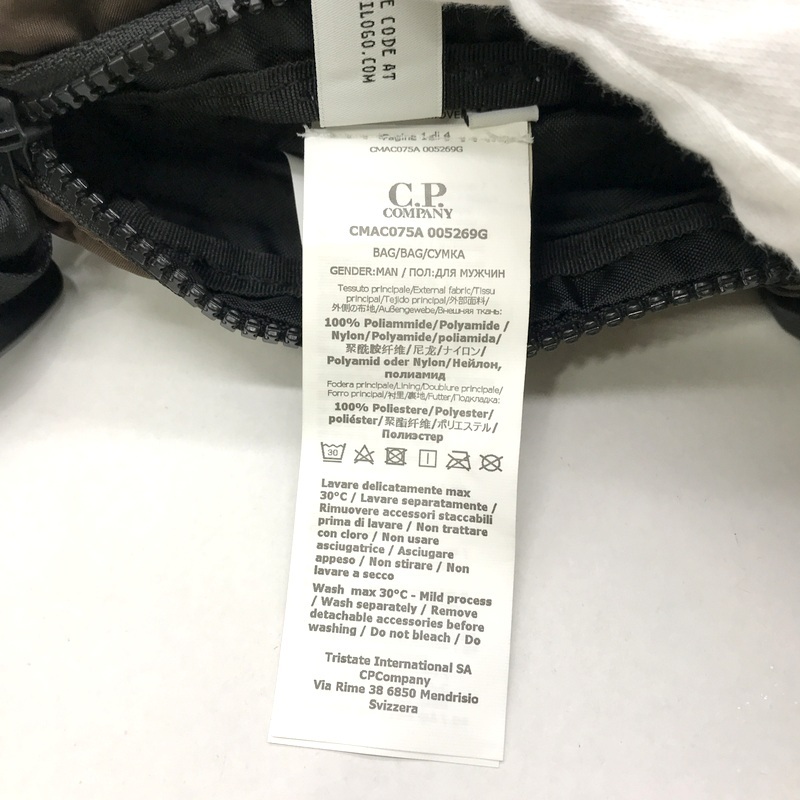 E CODE AT
ILOGO.COM
OVE
Pagina 1 di 4
CMAC075A 005269G
C.P.
COMPANY
CMAC075A 005269G
BAG/BAG/СУМКА
GENDER:MAN / ПОЛ:ДЛЯ МУЖЧИН
Tessuto principale/External fabric/Tissu
principal/Tejido principal/外部面料/
外側の布地/Außengewebe/Внешняя ткань:
100% Poliammide/Polyamide /
Nylon/Polyamide/poliamida/
聚酰胺纤维/尼龙/ナイロン/
Polyamid oder Nylon/Нейлон,
полиамид
Fodera principale/Lining/Doublure principale/
Forro principal/衬里/裏地/Futter/Подкладка:
100% Poliestere/Polyester/
poliéster/聚酯纤维/ポリエステル/
Полиэстер
30
Lavare delicatamente max
30°C / Lavare separatamente /
Rimuovere accessori staccabili
prima di lavare / Non trattare
con cloro / Non usare
asciugatrice / Asciugare
appeso / Non stirare / Non
lavare a secco
Wash max 30°C - Mild process
/ Wash separately / Remove
detachable accessories before
washing / Do not bleach / Do
Tristate International SA
CPCompany
Via Rime 38 6850 Mendrisio
Svizzera